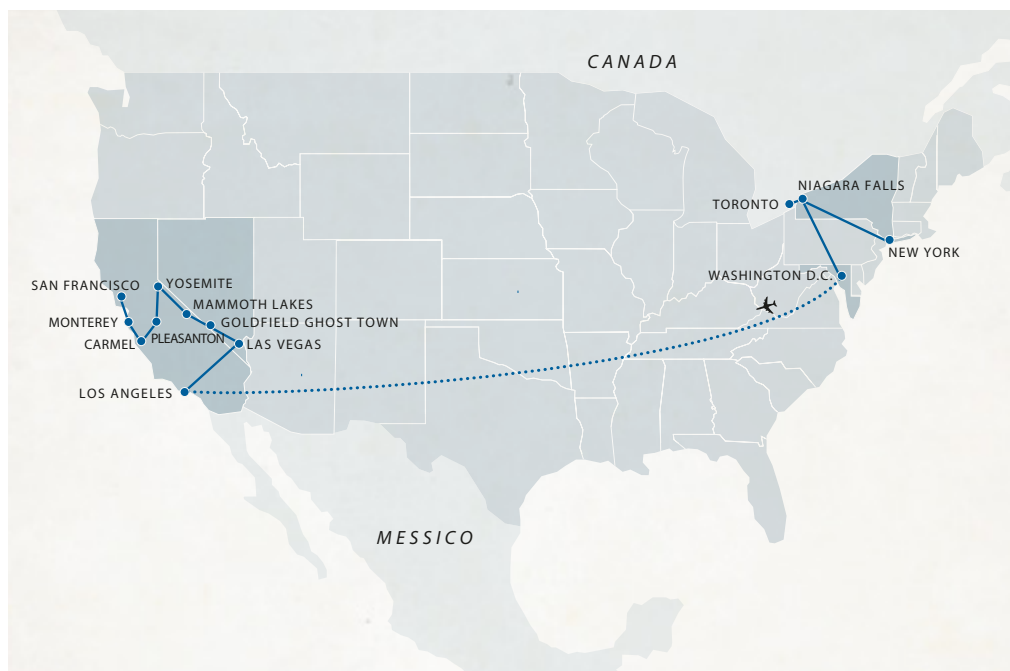 CANADA
NIAGARA FALLS
TORONTO
NEW YORK
WASHINGTON D.C.
SAN FRANCISCO
YOSEMITE
MAMMOTH LAKES
MONTEREY
GOLDFIELD GHOST TOWN
PLEASANTON
CARMEL
LAS VEGAS
LOS ANGELES
MESSICO